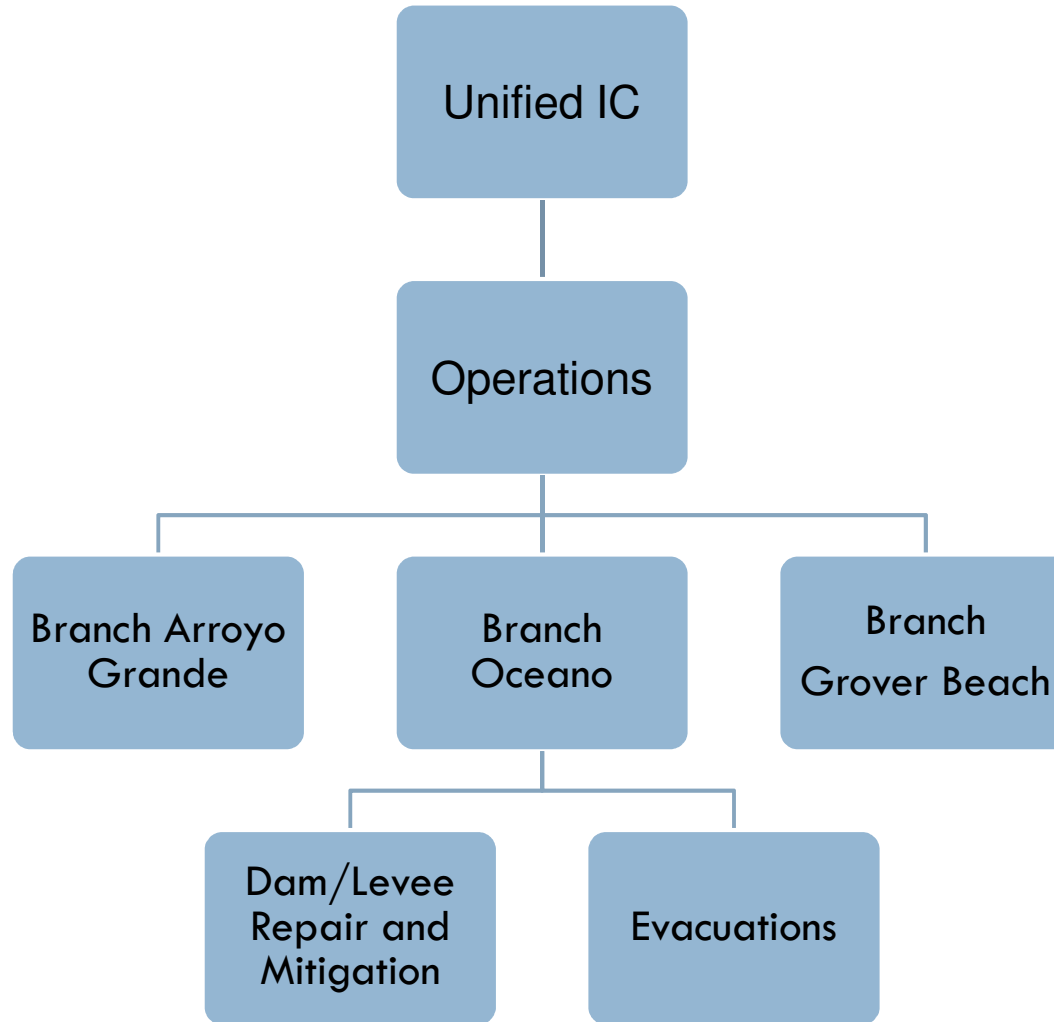 Unified IC
Operations
Branch Arroyo
Grande
Branch
Oceano
Branch
Grover Beach
Dam/Levee
Repair and
Mitigation
Evacuations